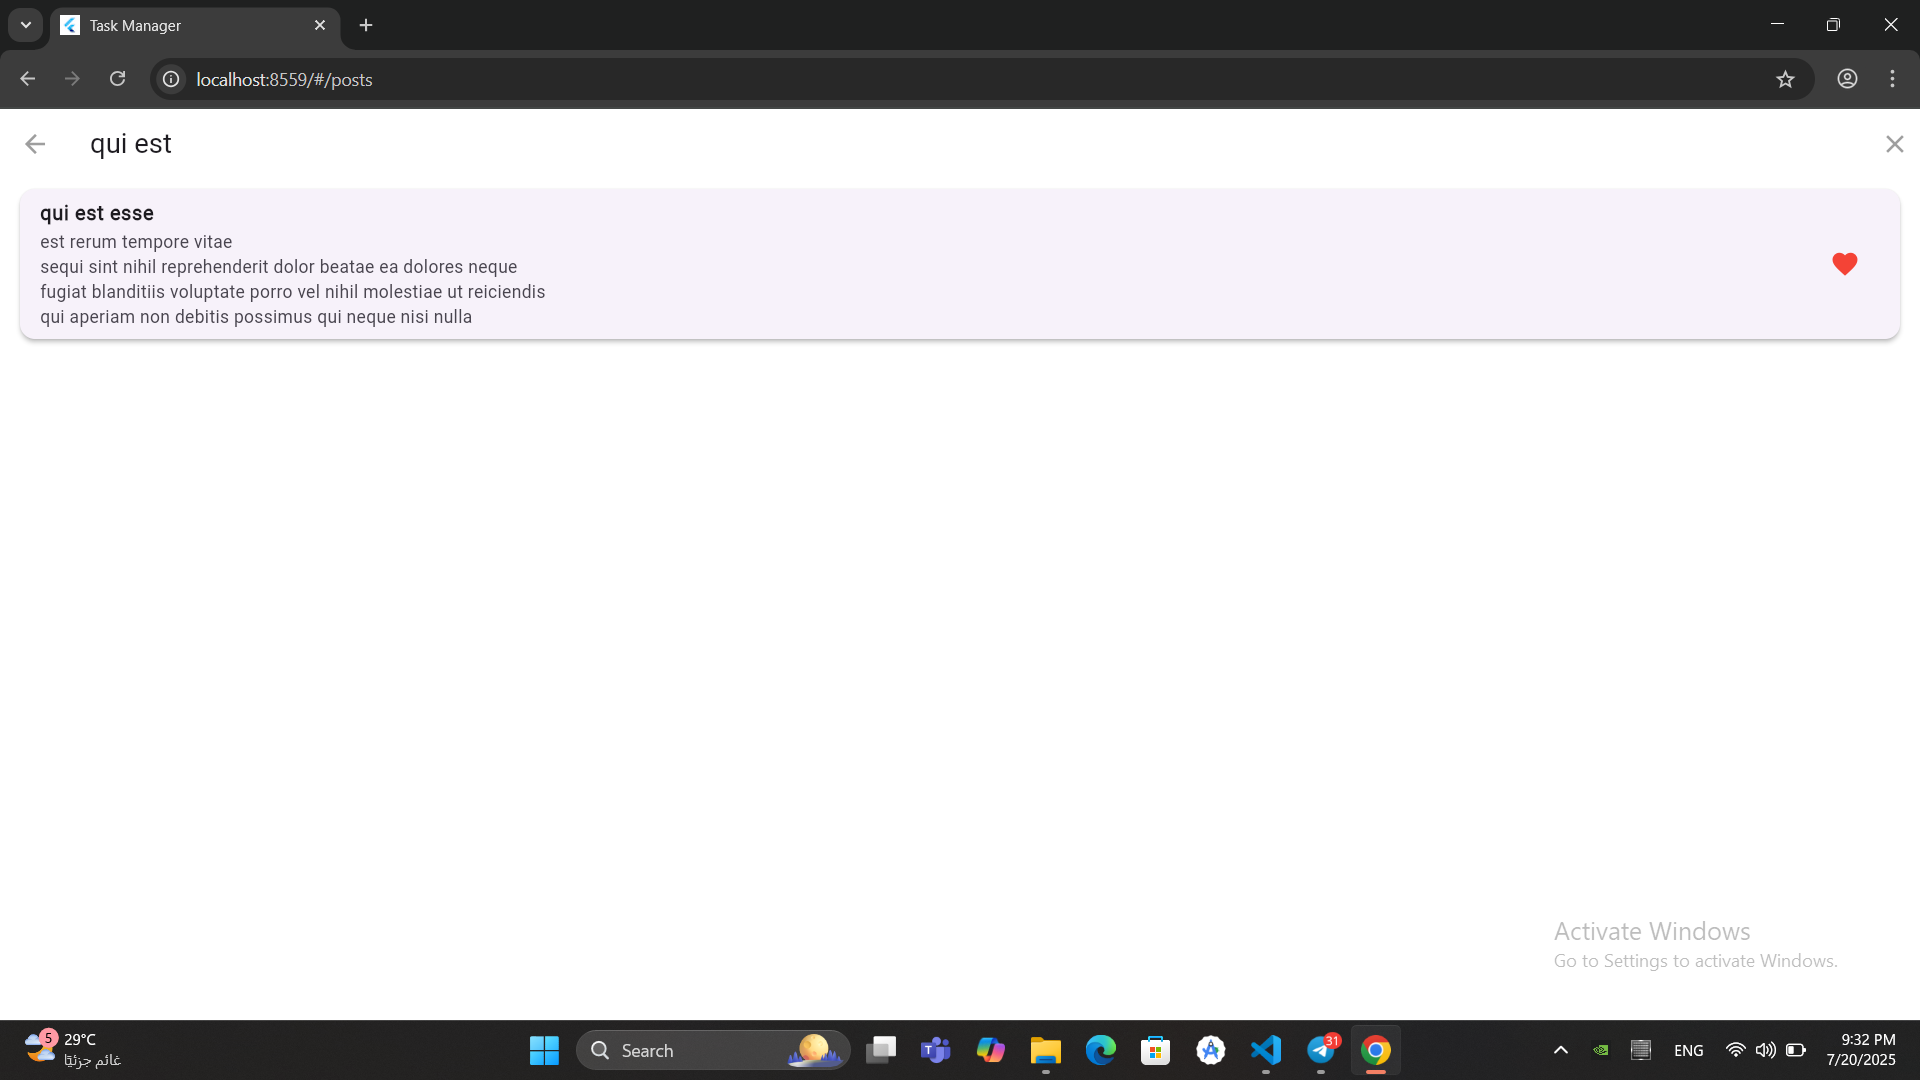 Task Manager
localhost:8559/#/posts
qui est
qui est esse
est rerum tempore vitae
sequi sint nihil reprehenderit dolor beatae ea dolores neque
fugiat blanditiis voluptate porro vel nihil molestiae ut reiciendis
qui aperiam non debitis possimus qui neque nisi nulla
Activate Windows
Go to Settings to activate Windows.
5
29°C
غائم جزئيًا
Search
T
31
ENG
9:32 PM
7/20/2025